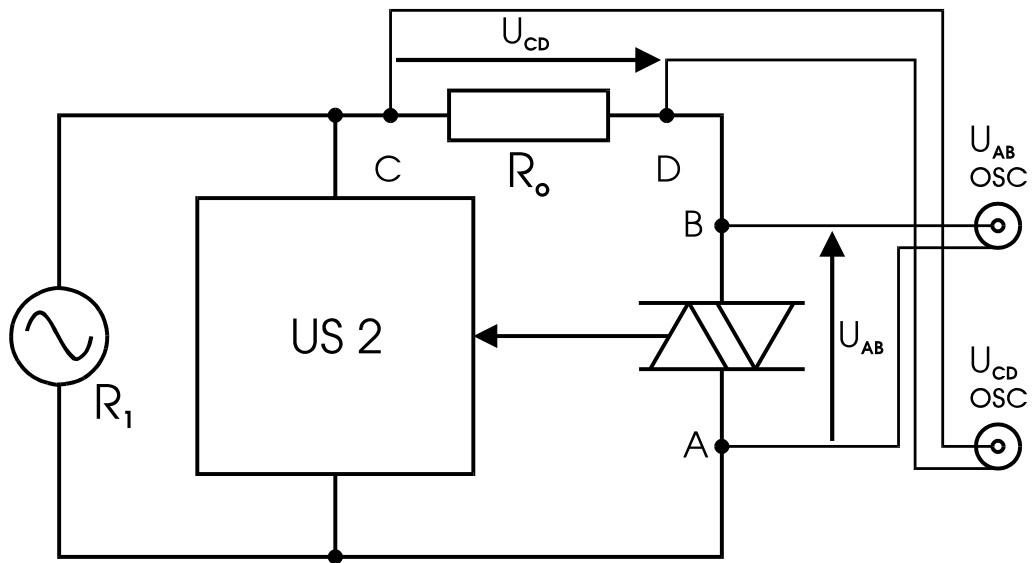 U_CD
C
R_o
D
U_AB
OSC
B
US 2
U_AB
R_1
A
U_CD
OSC